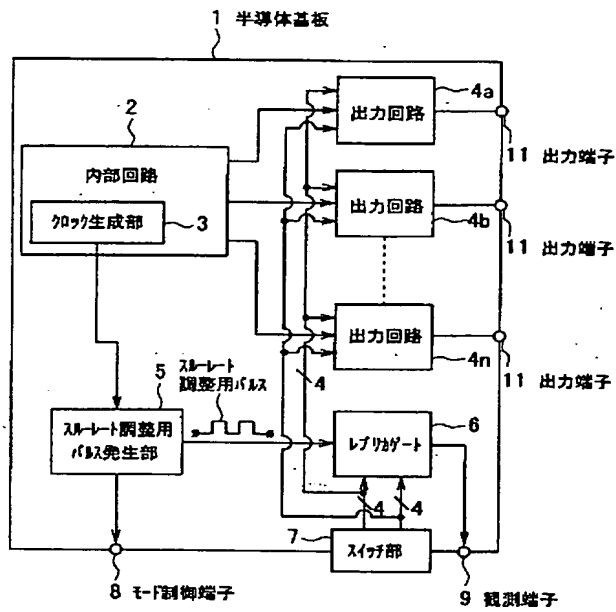 1 半導体基板
2
内部回路
クロック生成部
3
4a
出力回路
11 出力端子
出力回路
4b
11 出力端子
出力回路
4n
11 出力端子
5
スルーレート調整用
パルス発生部
スルーレート
調整用パルス
4
6
レプリカゲート
4
4
7
スイッチ部
8 モード制御端子
9 観測端子